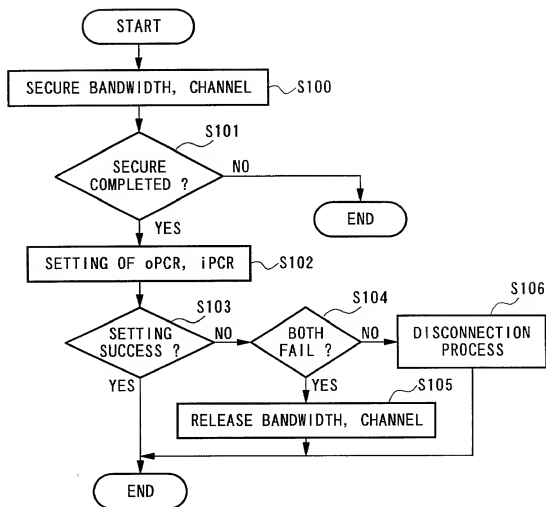 START
SECURE BANDWIDTH, CHANNEL
S100
S101
SECURE
COMPLETED ?
NO
YES
END
SETTING OF oPCR, iPCR
S102
S103
SETTING
SUCCESS ?
NO
YES
S104
BOTH
FAIL ?
NO
YES
S106
DISCONNECTION
PROCESS
S105
RELEASE BANDWIDTH, CHANNEL
END